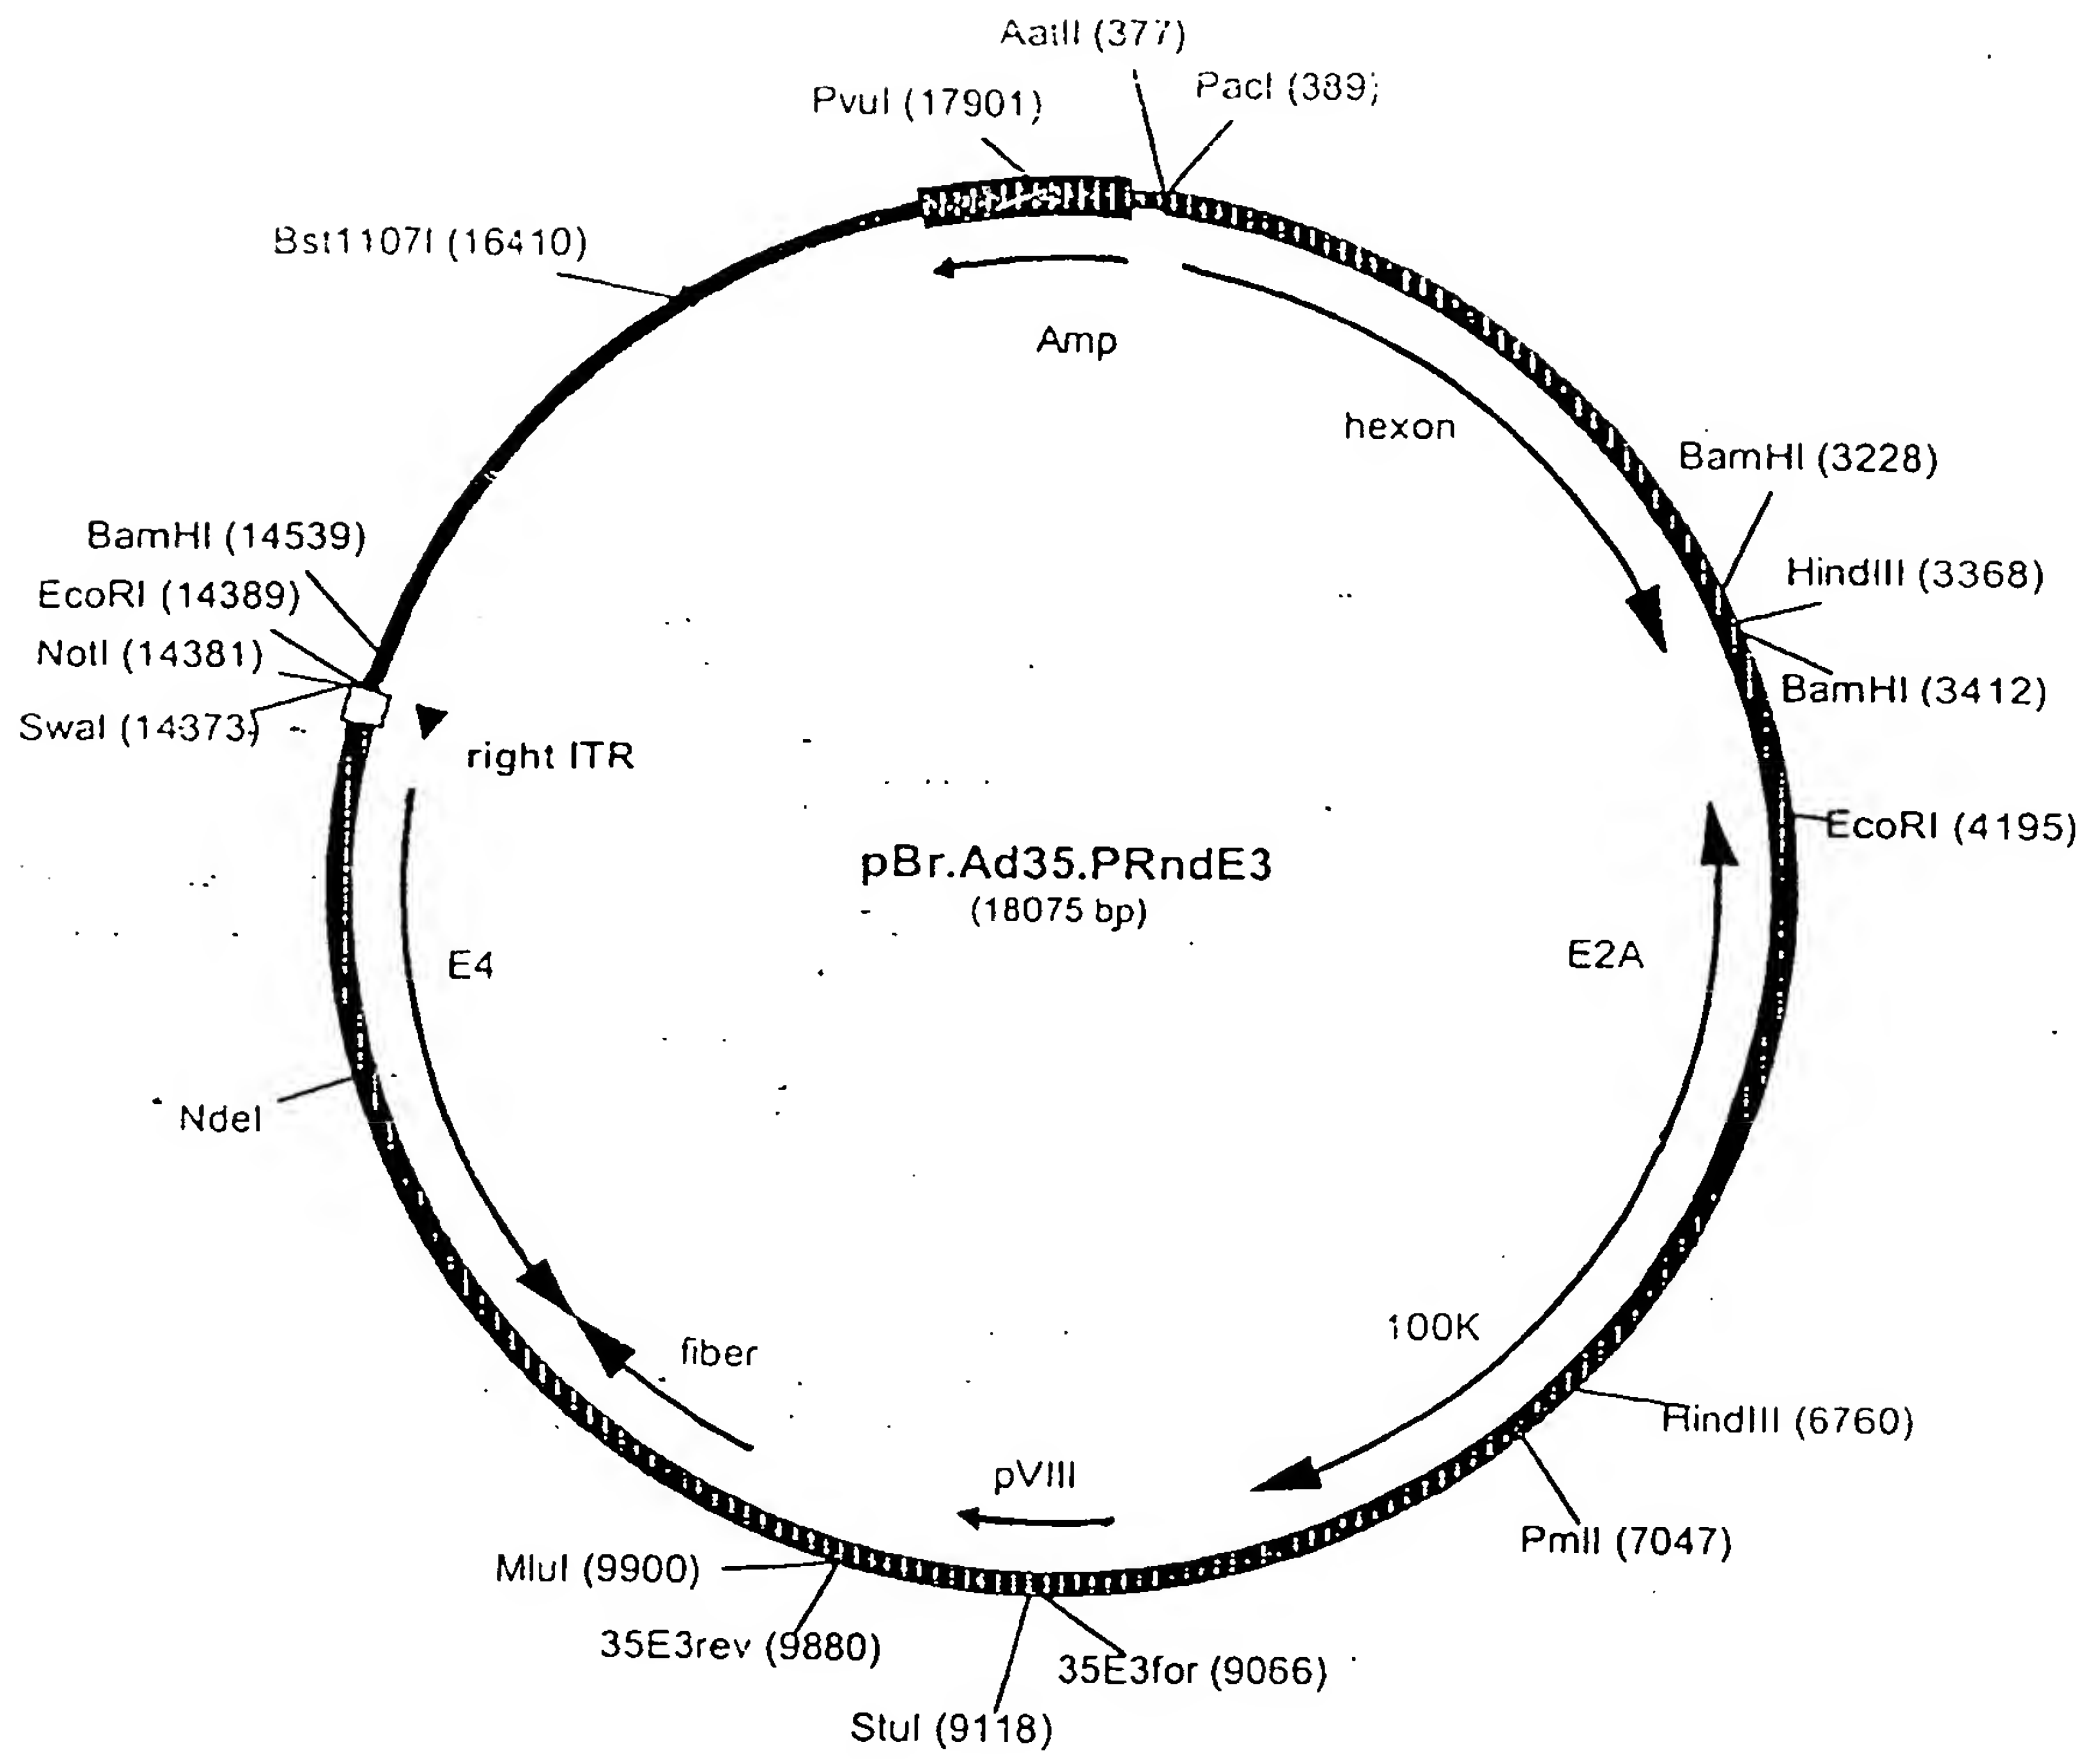 AatII (377)
PacI (389)
PvuI (17901)
Bst1107I (16410)
Amp
hexon
BamHI (3228)
BamHI (14539)
HindIII (3368)
EcoRI (14389)
NotI (14381)
BamHI (3412)
SwaI (14373)
right ITR
EcoRI (4195)
pBr.Ad35.PRndE3
(18075 bp)
E4
E2A
NdeI
100K
fiber
HindIII (6760)
pVIII
PmlI (7047)
MluI (9900)
35E3rev (9880)
35E3for (9066)
StuI (9118)